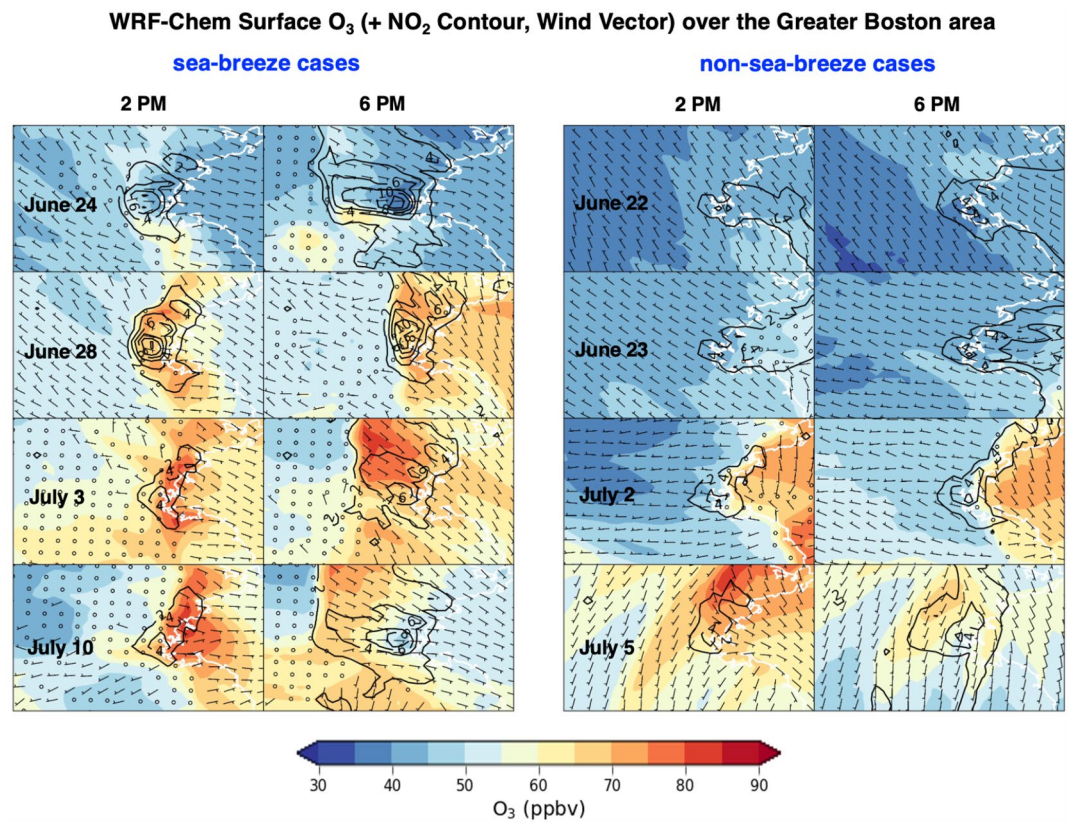 WRF-Chem Surface O₃ (+ NO₂ Contour, Wind Vector) over the Greater Boston area
sea-breeze cases
non-sea-breeze cases
2 PM
6 PM
2 PM
6 PM
June 24
June 22
June 28
June 23
July 3
July 2
July 10
July 5
30 40 50 60 70 80 90
O₃ (ppbv)